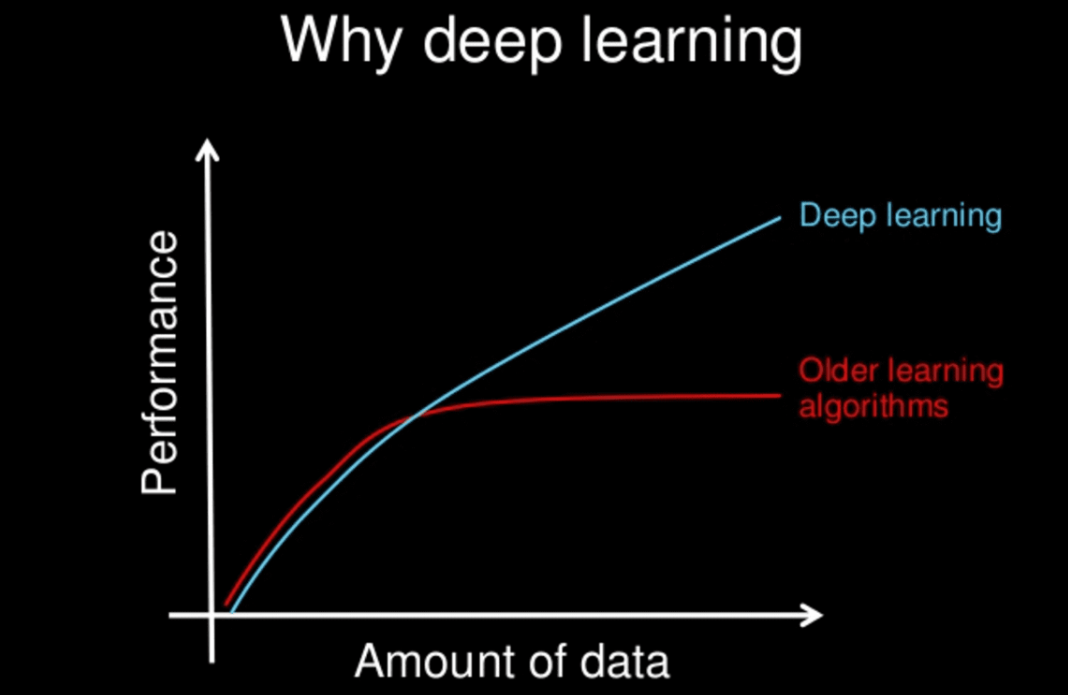 Why deep learning
Performance
Deep learning
Older learning
algorithms
Amount of data